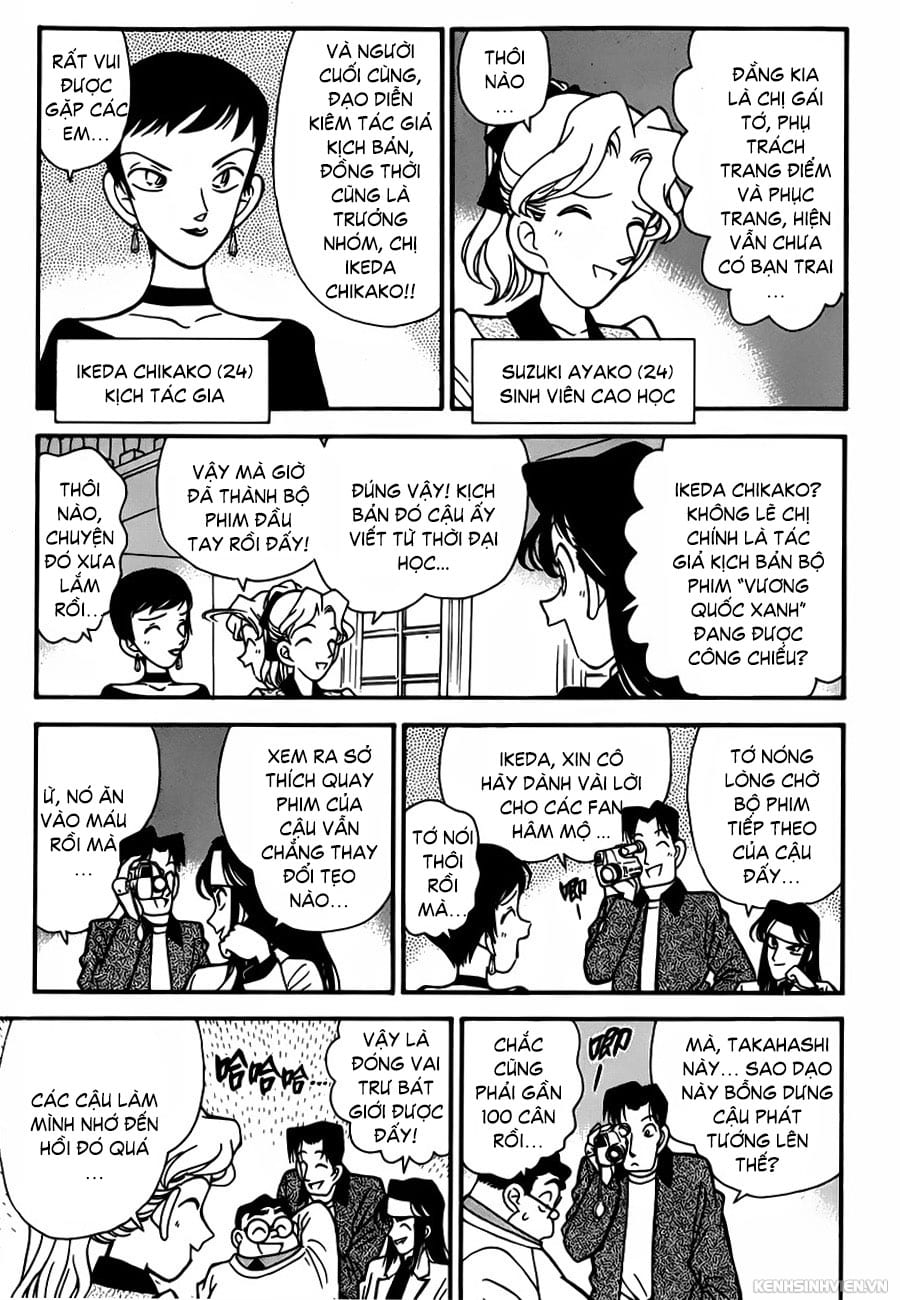 ĐẰNG KIA
LÀ CHỊ GÁI
TỚ, PHỤ
TRÁCH
TRANG ĐIỂM
VÀ PHỤC
TRANG, HIỆN
VẪN CHƯA
CÓ BẠN TRAI
...
THÔI
NÀO
...
SUZUKI AYAKO (24)
SINH VIÊN CAO HỌC
VÀ NGƯỜI
CUỐI CÙNG,
ĐẠO DIỄN
KIÊM TÁC GIẢ
KỊCH BẢN,
ĐỒNG THỜI
CŨNG LÀ
TRƯỞNG
NHÓM, CHỊ
IKEDA
CHIKAKO!!
RẤT VUI
ĐƯỢC
GẶP CÁC
EM...
IKEDA CHIKAKO (24)
KỊCH TÁC GIA
IKEDA CHIKAKO?
KHÔNG LẼ CHỊ
CHÍNH LÀ TÁC
GIẢ KỊCH BẢN BỘ
PHIM "VƯƠNG
QUỐC XANH"
ĐANG ĐƯỢC
CÔNG CHIẾU?
ĐÚNG VẬY! KỊCH
BẢN ĐÓ CẬU ẤY
VIẾT TỪ THỜI ĐẠI
HỌC...
VẬY MÀ GIỜ
ĐÃ THÀNH BỘ
PHIM ĐẦU
TAY RỒI ĐẤY!
THÔI
NÀO,
CHUYỆN
ĐÓ XƯA
LẮM
RỒI...
TỚ NÓNG
LÒNG CHỜ
BỘ PHIM
TIẾP THEO
CỦA CẬU
ĐẤY...
IKEDA, XIN CÔ
HÃY DÀNH VÀI LỜI
CHO CÁC FAN
HÂM MỘ ...
TỚ NÓI
THÔI
RỒI
MÀ...
XEM RA SỞ
THÍCH QUAY
PHIM CỦA
CẬU VẪN
CHẲNG THAY
ĐỔI TẸO
NÀO...
Ừ, NÓ ĂN
VÀO MÁU
RỒI MÀ ...
MÀ, TAKAHASHI
NÀY... SAO DẠO
NÀY BỖNG DƯNG
CẬU PHÁT
TƯỚNG LÊN
THẾ?
CHẮC
CŨNG
PHẢI GẦN
100 CÂN
RỒI...
VẬY LÀ
ĐÓNG VAI
TRƯ BÁT
GIỚI ĐƯỢC
ĐẤY!
哈哈哈...
CÁC CẬU LÀM
MÌNH NHỚ ĐẾN
HỒI ĐÓ QUÁ
...
KENHSINHVIEN.VN